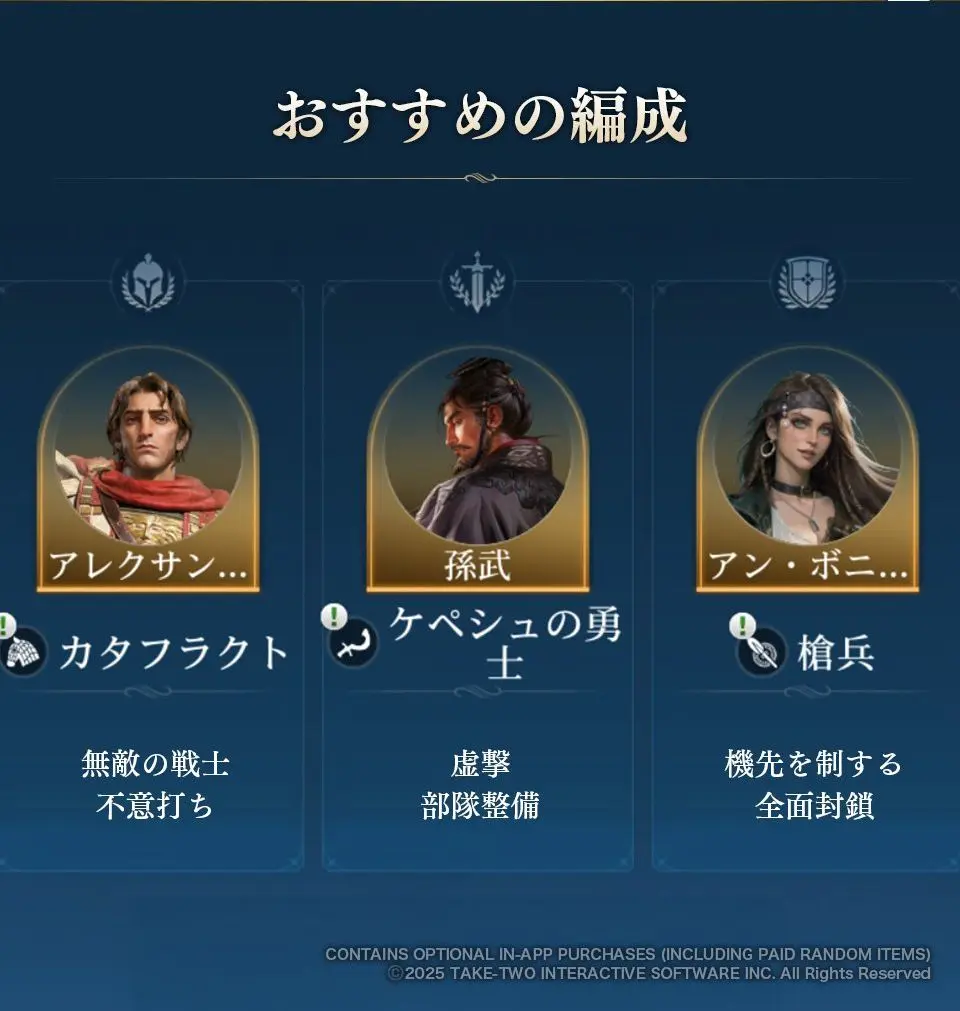 おすすめの編成
アレクサン...
孫武
アン・ボニ...
カタフラクト
ケペシュの勇
士
槍兵
無敵の戦士
不意打ち
虚撃
部隊整備
機先を制する
全面封鎖
CONTAINS OPTIONAL IN-APP PURCHASES (INCLUDING PAID RANDOM ITEMS)
©2025 TAKE-TWO INTERACTIVE SOFTWARE INC. All Rights Reserved